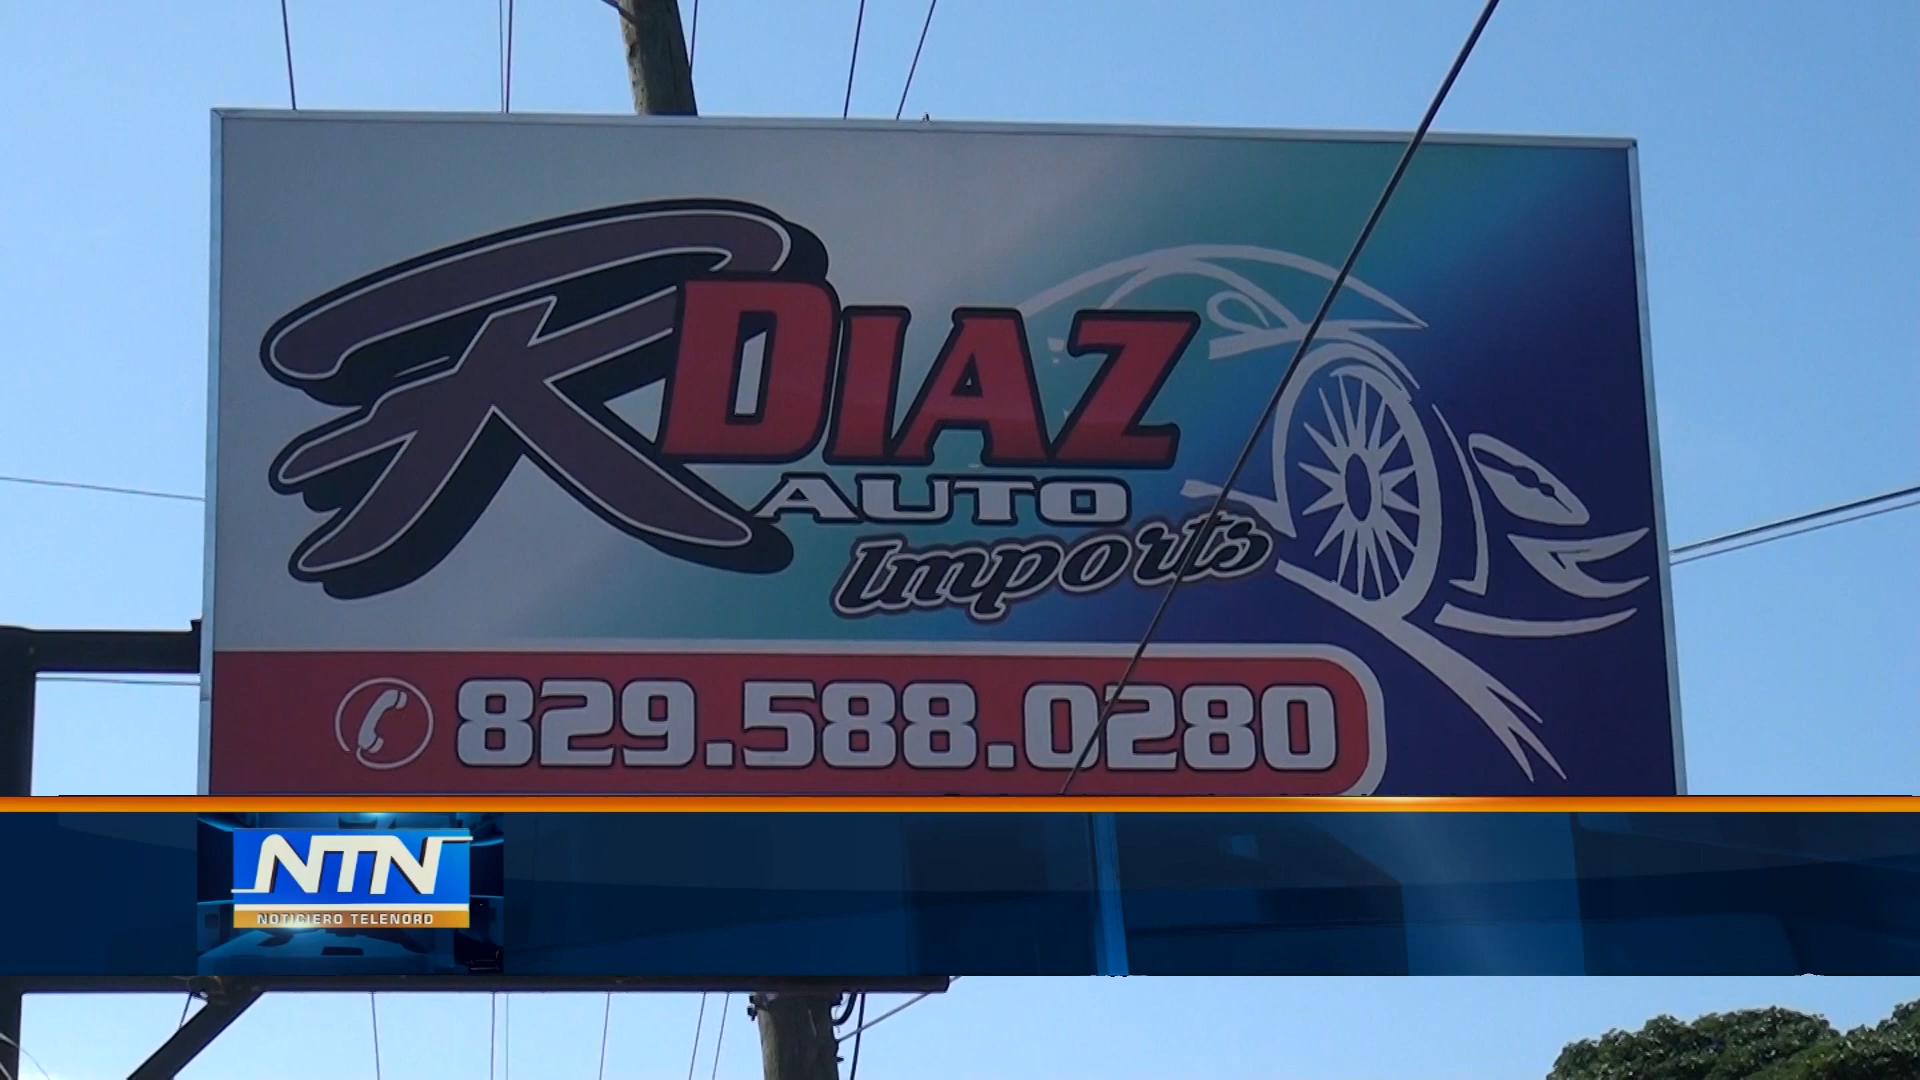 R DIAZ
AUTO
Imports
829.588.0280
NTN
NOTICIERO TELENORD